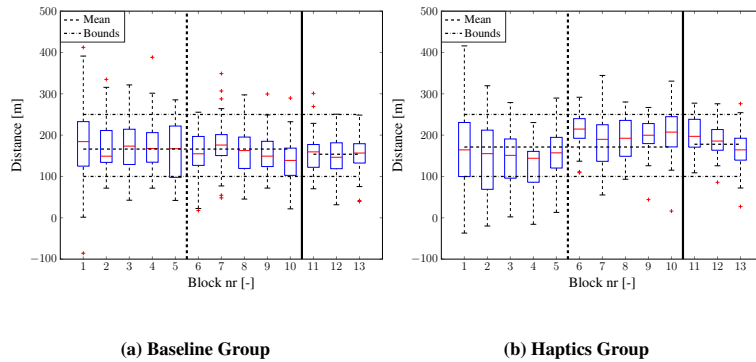 500
400
300
200
100
0
−100
Distance [m]
Mean
Bounds
1 2 3 4 5 6 7 8 9 10 11 12 13
Block nr [-]
(a) Baseline Group
500
400
300
200
100
0
−100
Distance [m]
Mean
Bounds
1 2 3 4 5 6 7 8 9 10 11 12 13
Block nr [-]
(b) Haptics Group